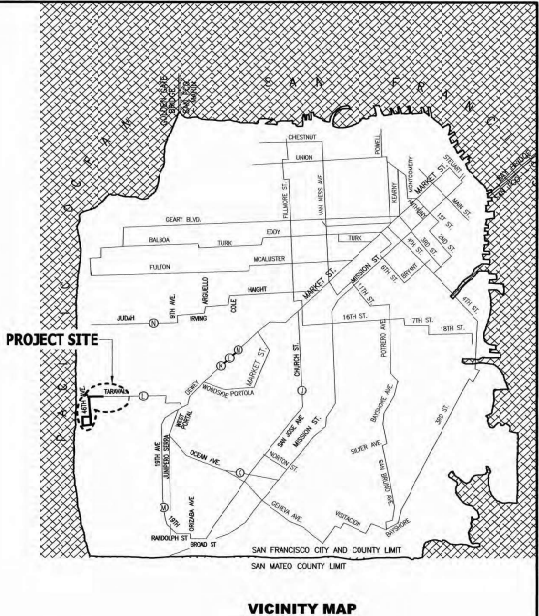 SAN FRANCI
PACIFIC OCEAN
GOLDEN GATE
BRIDGE
CHESTNUT
UNION
POWELL
MONTGOMERY
KEARNY
FILLMORE ST.
VAN NESS AVE
MARKET ST.
STEUART
MAIN ST.
1ST ST.
2ND ST.
3RD ST.
4TH ST.
GEARY BLVD.
BALBOA
TURK
EDDY
TURK
FULTON
MCALLISTER
MISSION ST.
8TH ST.
BRYANT
11TH ST.
MARKET ST.
4TH ST.
9TH AVE.
ARGUELLO
COLE
HAIGHT
JUDAH
N
IRVING
16TH ST.
7TH ST.
8TH ST.
PROJECT SITE
46TH AVE.
TARAVAL
L
K L M
DEWEY
WOODSIDE PORTOLA
MARKET ST.
CHURCH ST.
J
POTRERO AVE.
WEST
PORTAL
19TH AVE
JUNIPERO SERRA
SAN JOSE AVE
MISSION ST.
BAYSHORE AVE
3RD ST.
OCEAN AVE.
NORTON ST.
SILVER AVE
SAN BRUNO AVE
M
19TH
ORIZABA AVE
GENEVA AVE.
VISITACION
BAYSHORE
RANDOLPH ST
BROAD ST
SAN FRANCISCO CITY AND COUNTY LIMIT
SAN MATEO COUNTY LIMIT
VICINITY MAP